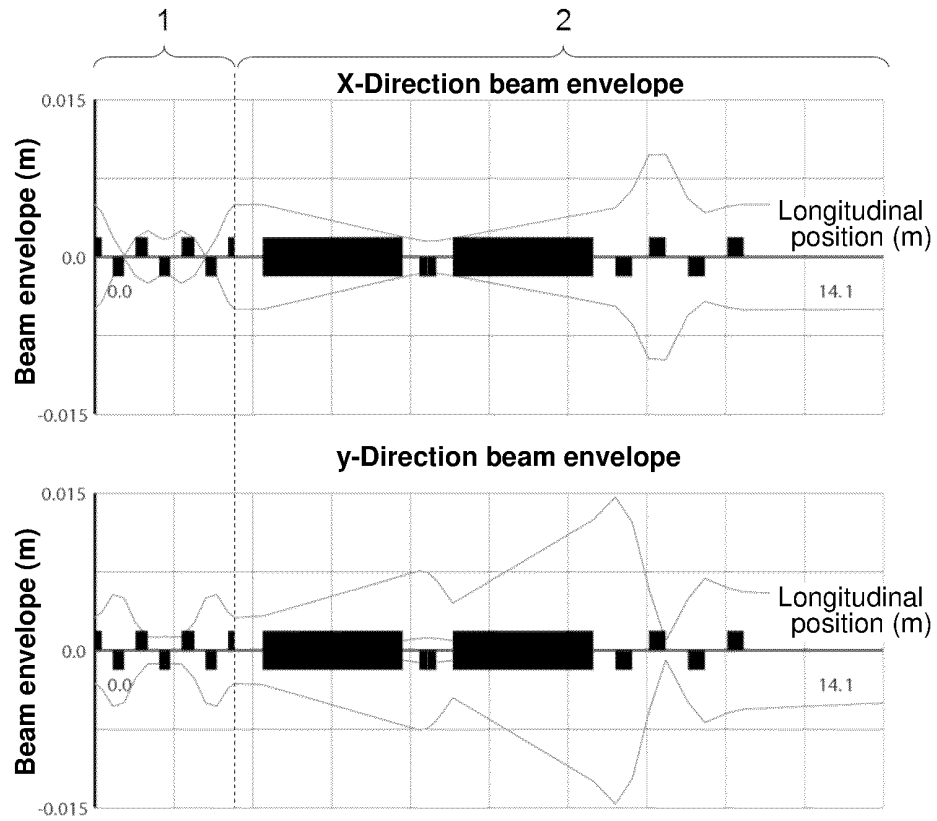 1
2
X-Direction beam envelope
0.015
Beam envelope (m)
Longitudinal
position (m)
0.0
0.0
14.1
-0.015
y-Direction beam envelope
0.015
Beam envelope (m)
Longitudinal
position (m)
0.0
0.0
14.1
-0.015